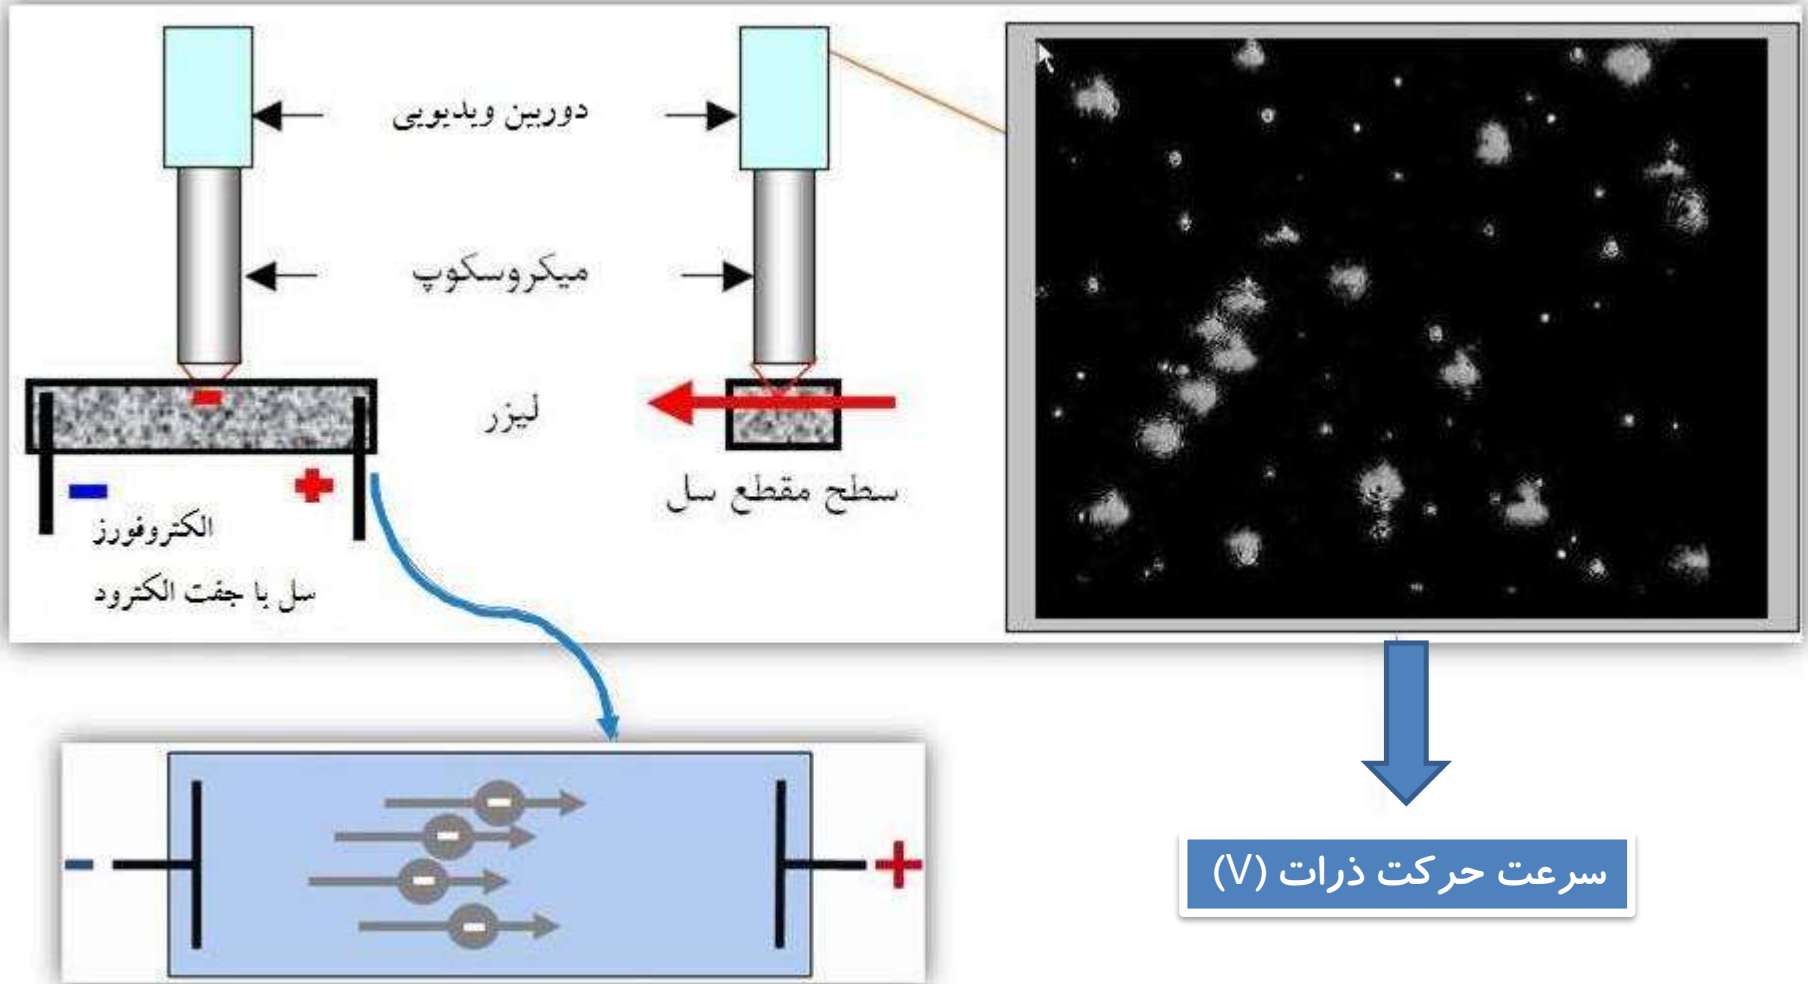 دوربین ویدیویی
میکروسکوپ
لیزر
سطح مقطع سل
الکتروفورز
سل با جفت الکترود
سرعت حرکت ذرات (V)